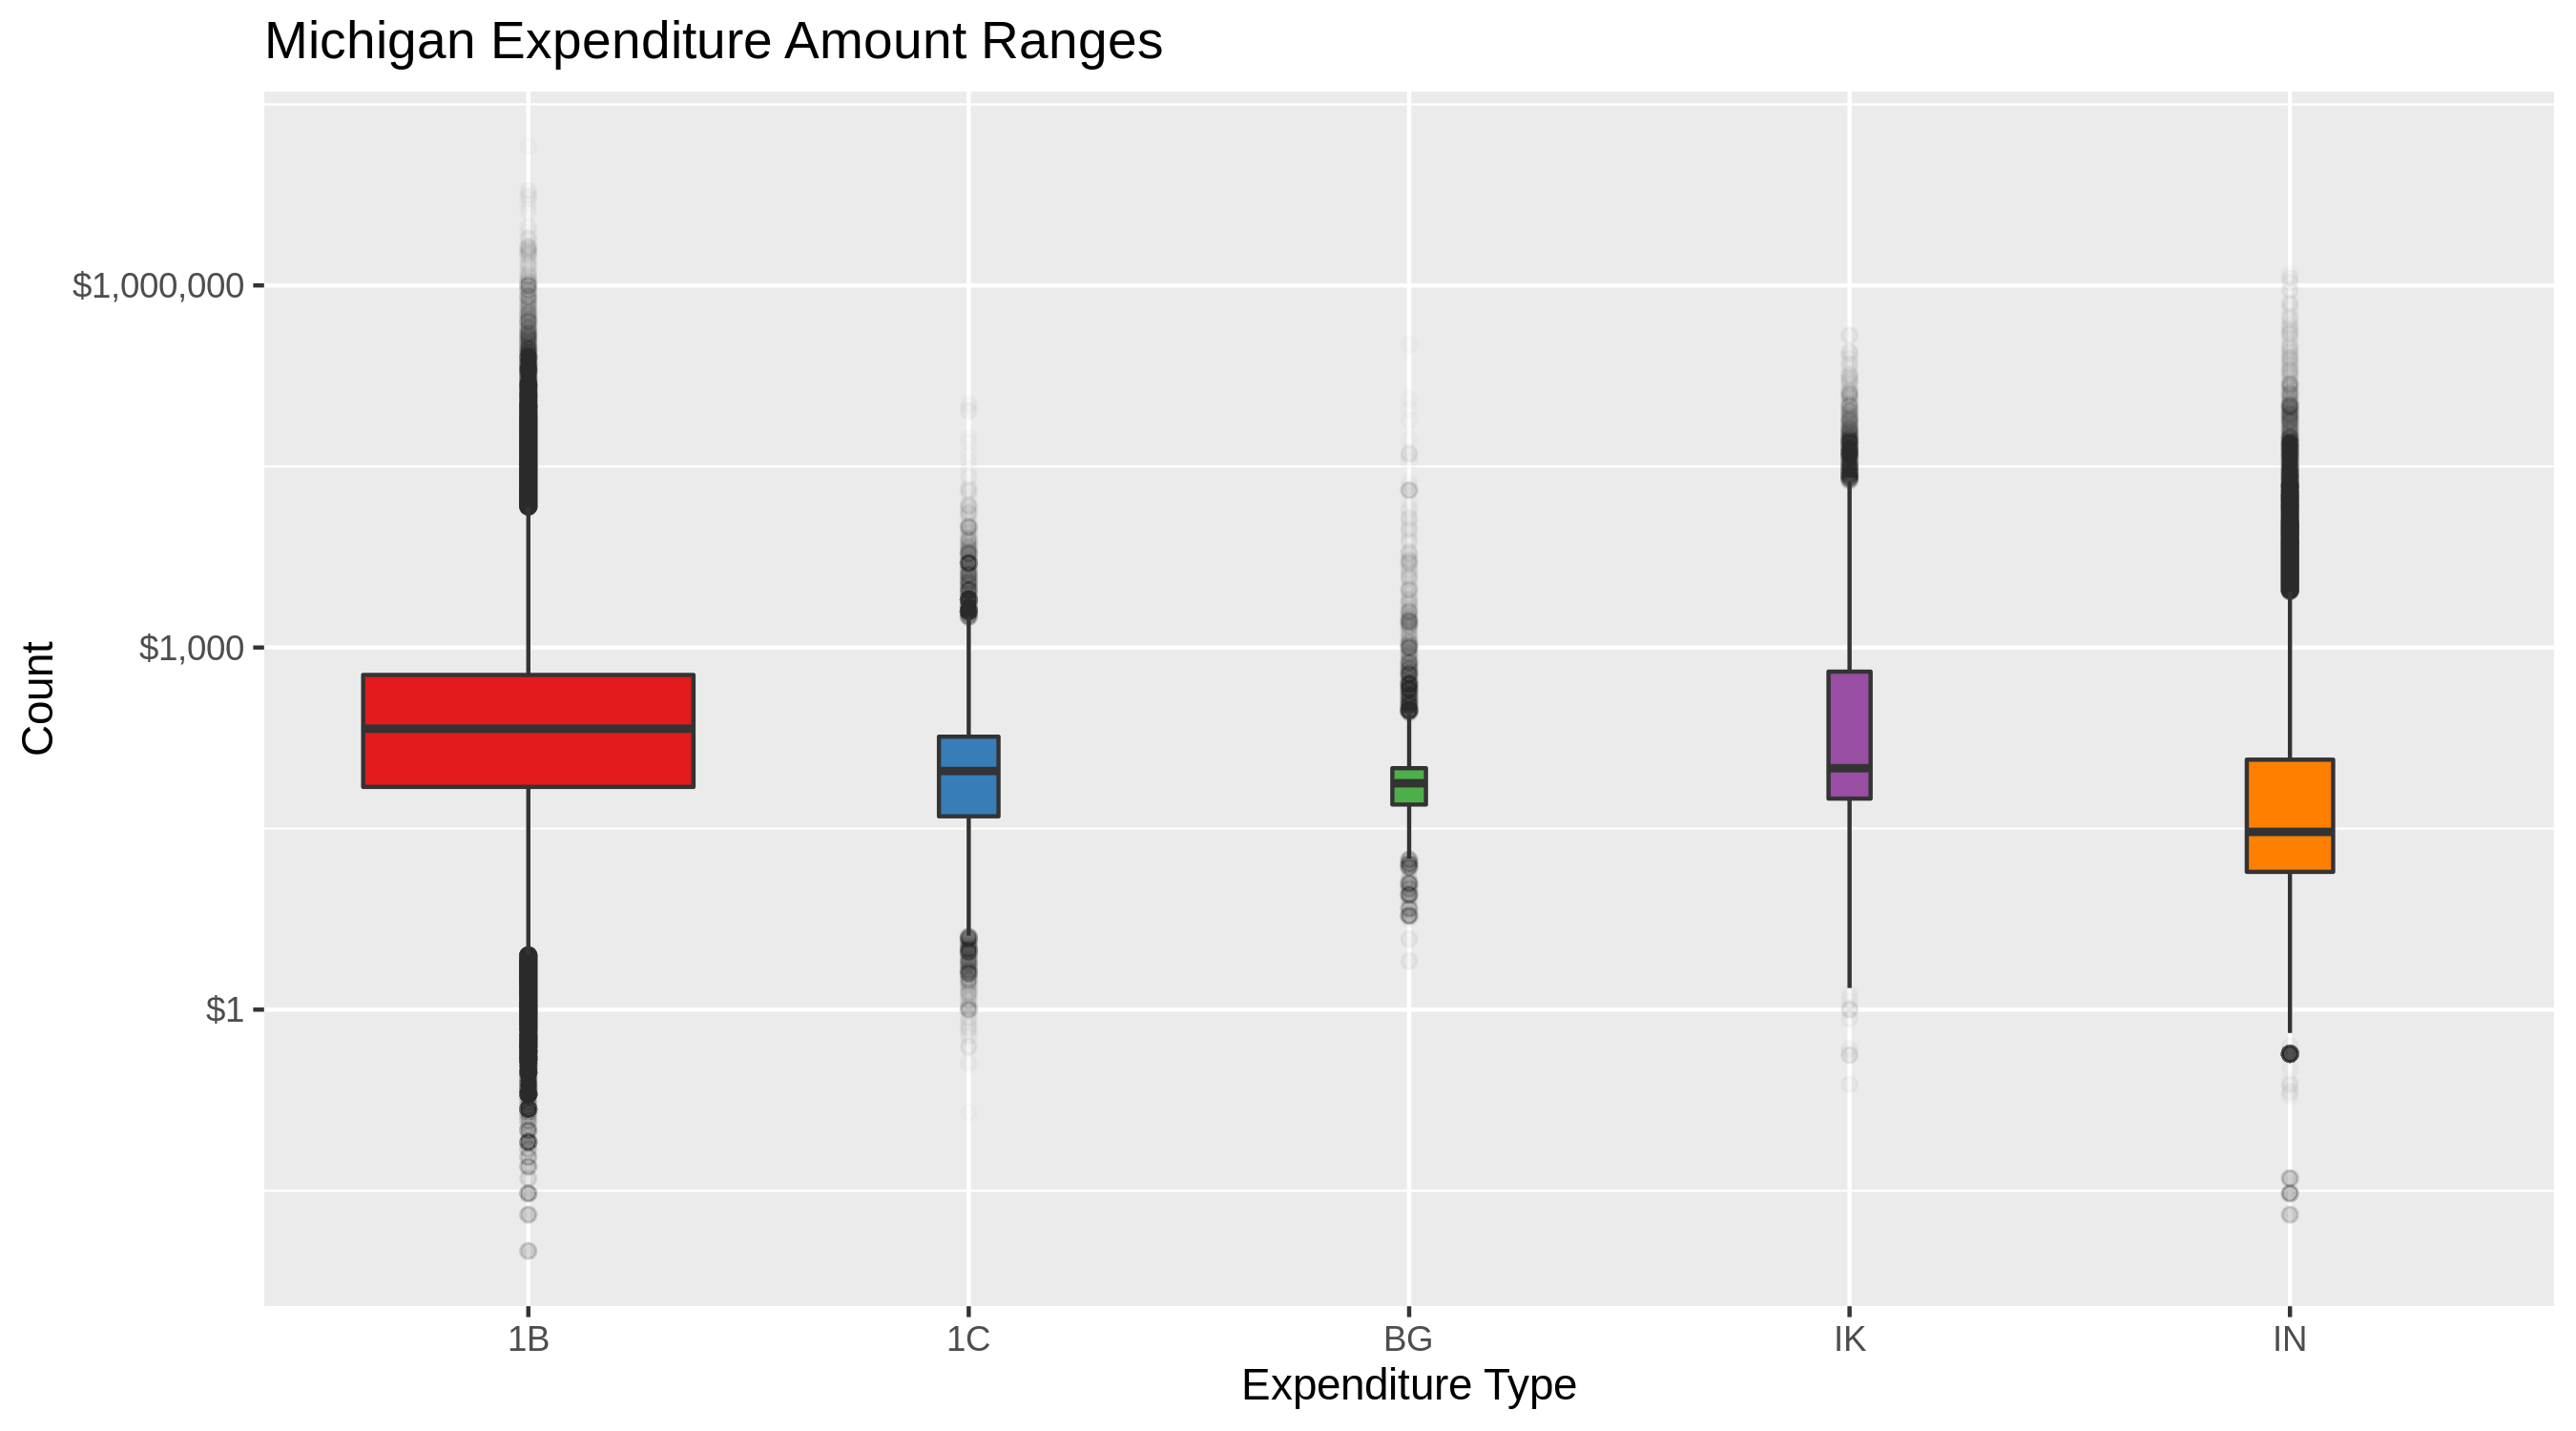 Michigan Expenditure Amount Ranges
$1,000,000
$1,000
$1
Count
1B
1C
BG
IK
IN
Expenditure Type